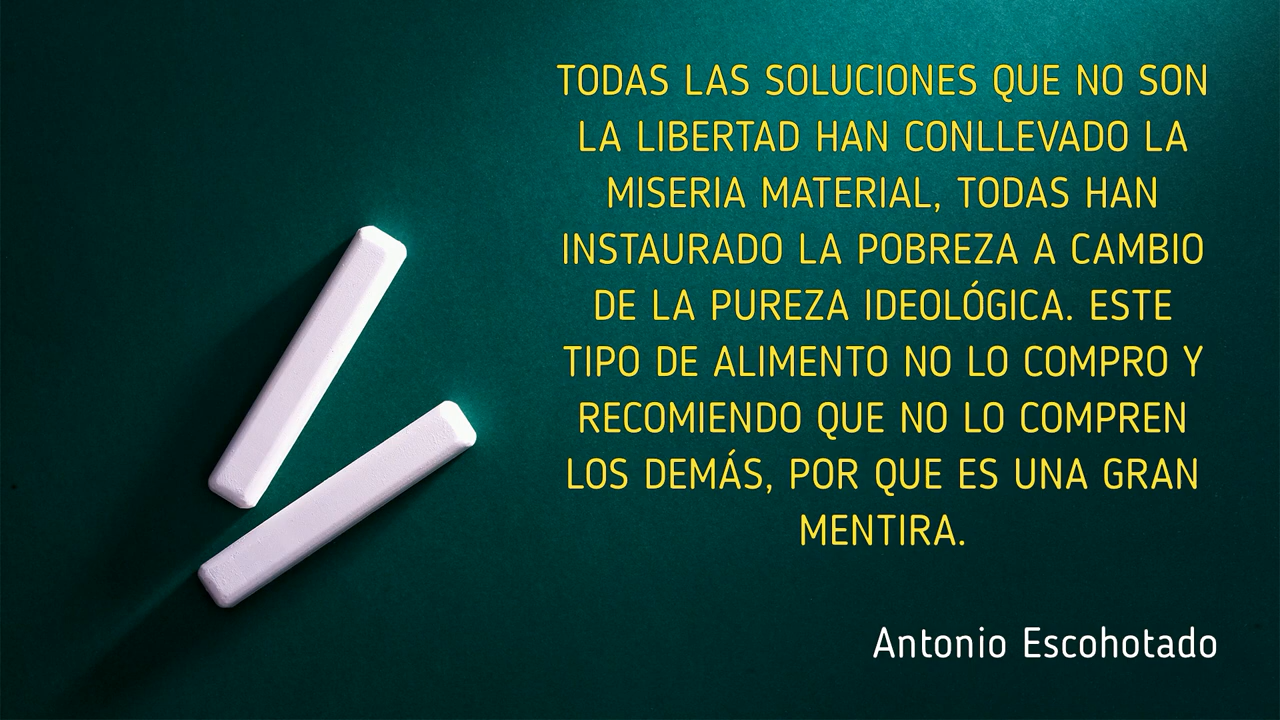 TODAS LAS SOLUCIONES QUE NO SON
LA LIBERTAD HAN CONLLEVADO LA
MISERIA MATERIAL, TODAS HAN
INSTAURADO LA POBREZA A CAMBIO
DE LA PUREZA IDEOLÓGICA. ESTE
TIPO DE ALIMENTO NO LO COMPRO Y
RECOMIENDO QUE NO LO COMPREN
LOS DEMÁS, POR QUE ES UNA GRAN
MENTIRA.
Antonio Escohotado